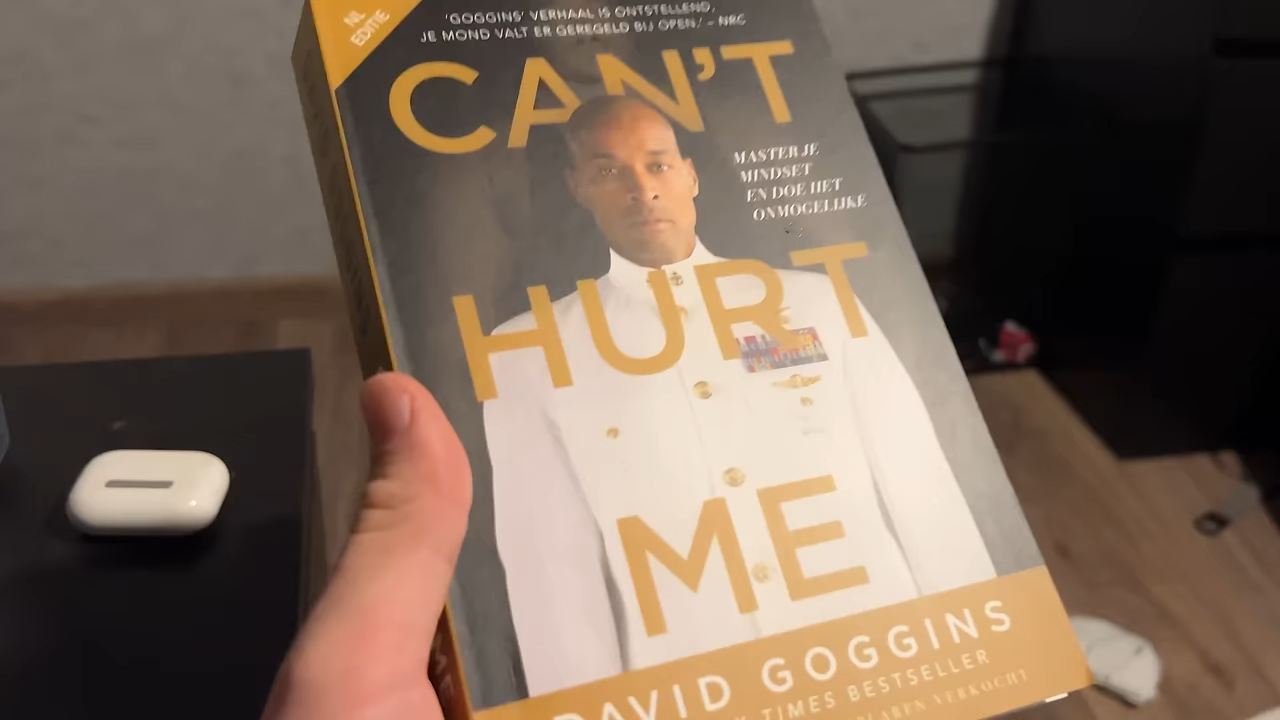 NL
EDITIE
'GOGGINS' VERHAAL IS ONTSTELLEND,
JE MOND VALT ER GEREGELD BIJ OPEN.' – NRC
CAN'T
MASTER JE
MINDSET
EN DOE HET
ONMOGELIJKE
HURT
ME
DAVID GOGGINS
TIMES BESTSELLER
VERKOCHT
ME